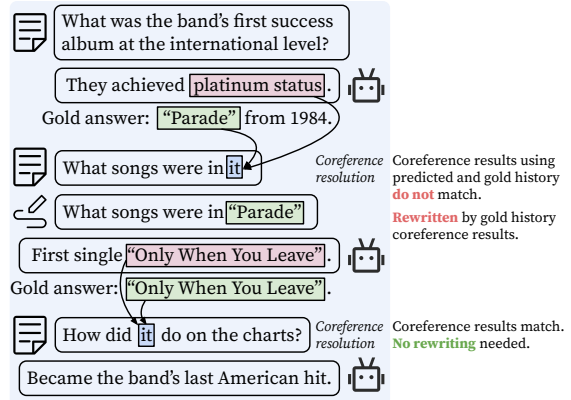 What was the band's first success
album at the international level?
They achieved platinum status.
Gold answer: “Parade” from 1984.
What songs were in it
Coreference
resolution
Coreference results using
predicted and gold history
do not match.
Rewritten by gold history
coreference results.
What songs were in “Parade”
First single “Only When You Leave”.
Gold answer: “Only When You Leave”.
How did it do on the charts?
Coreference
resolution
Coreference results match.
No rewriting needed.
Became the band's last American hit.